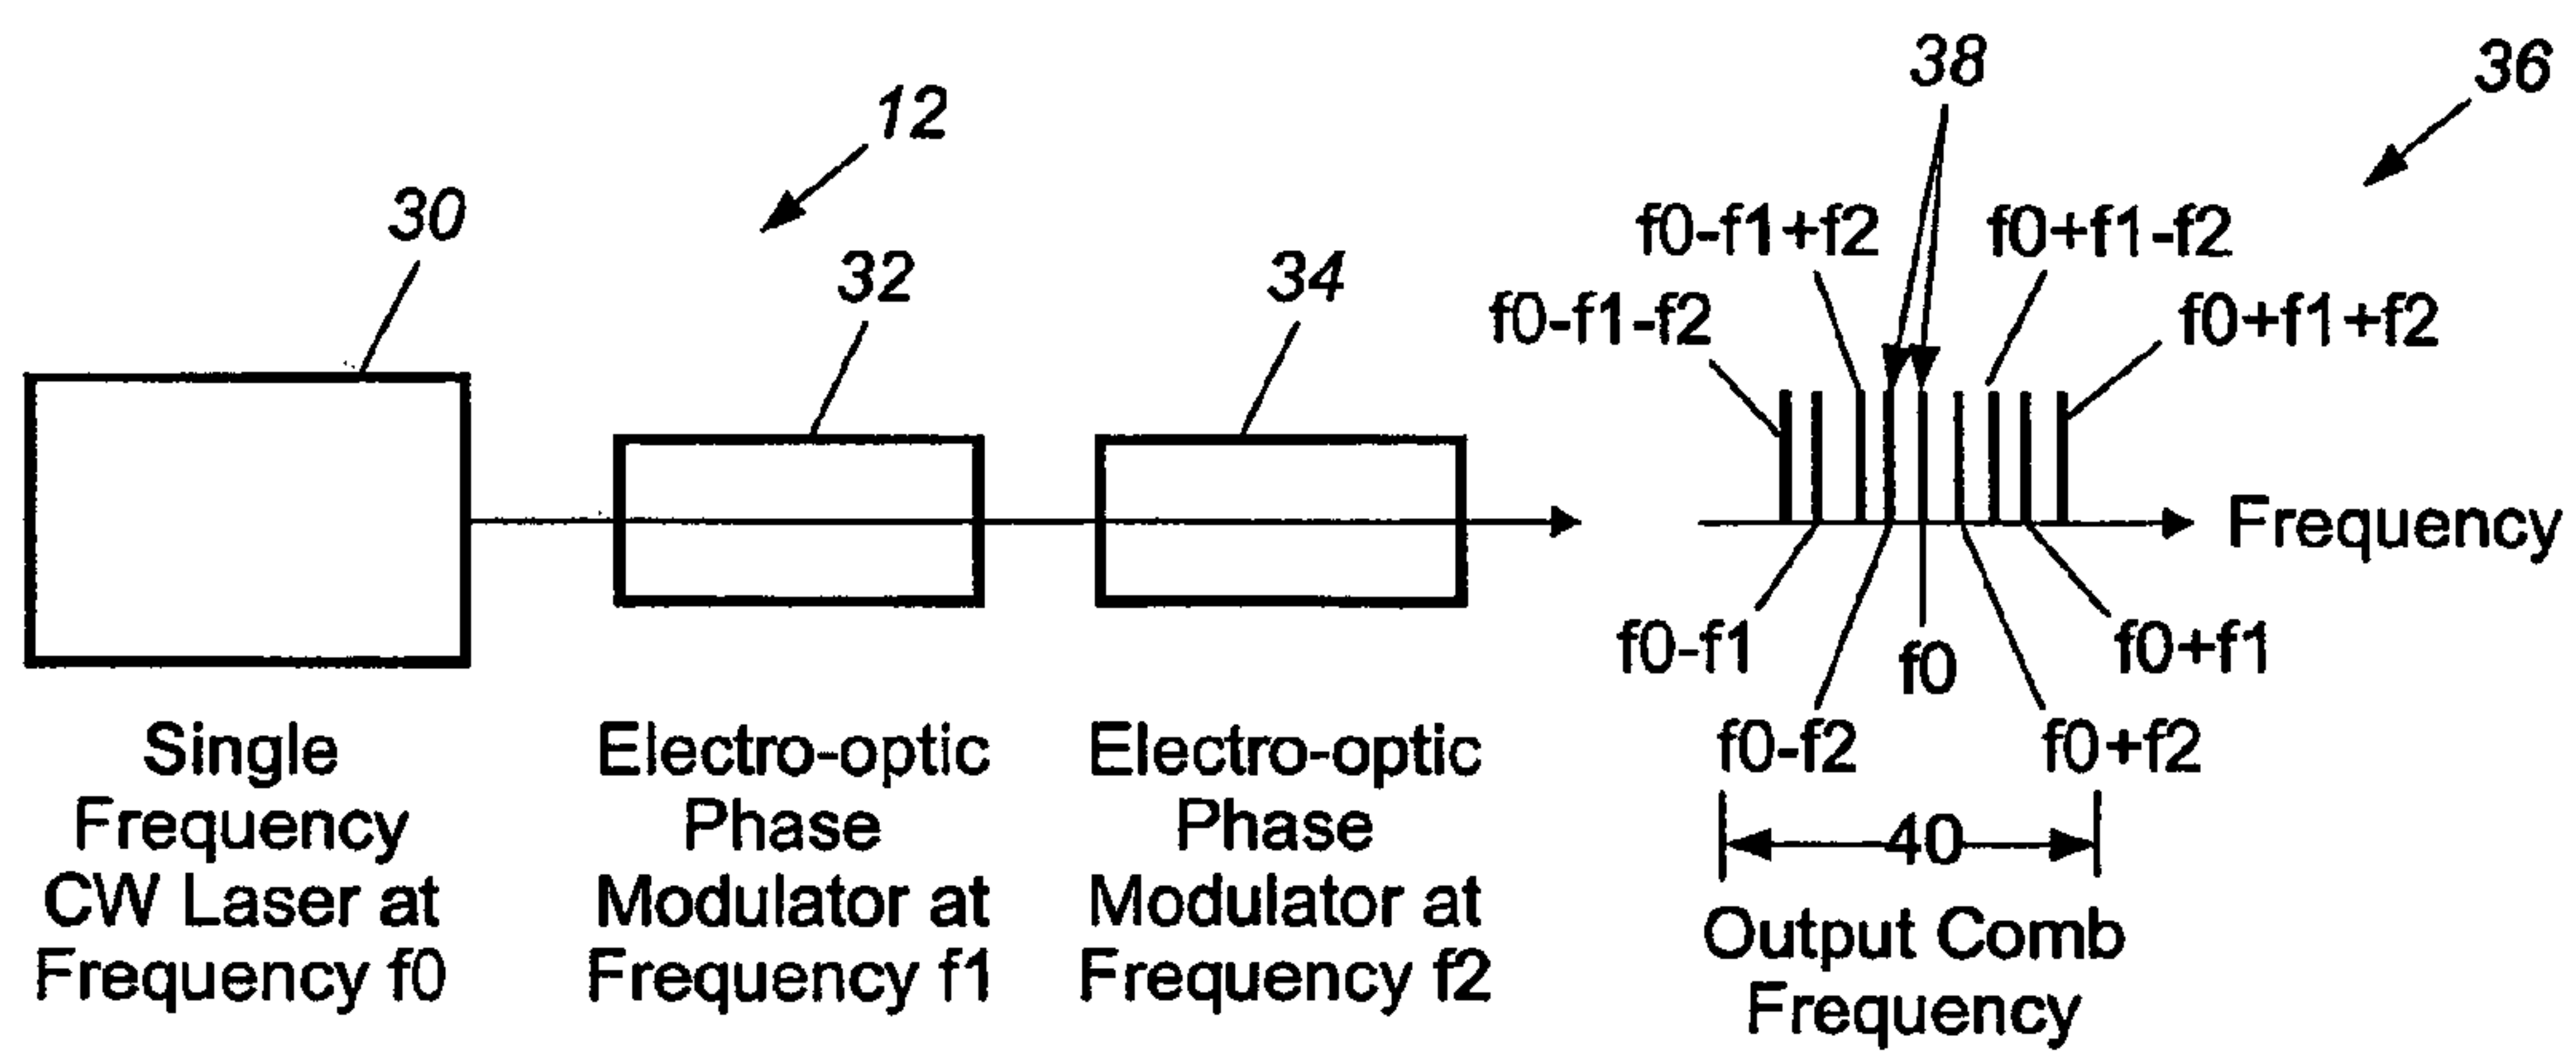 38
36
12
30
f0-f1+f2
f0+f1-f2
32
34
f0-f1-f2
f0+f1+f2
Frequency
f0-f1
f0
f0+f1
f0-f2
f0+f2
40
Single
Frequency
CW Laser at
Frequency f0
Electro-optic
Phase
Modulator at
Frequency f1
Electro-optic
Phase
Modulator at
Frequency f2
Output Comb
Frequency